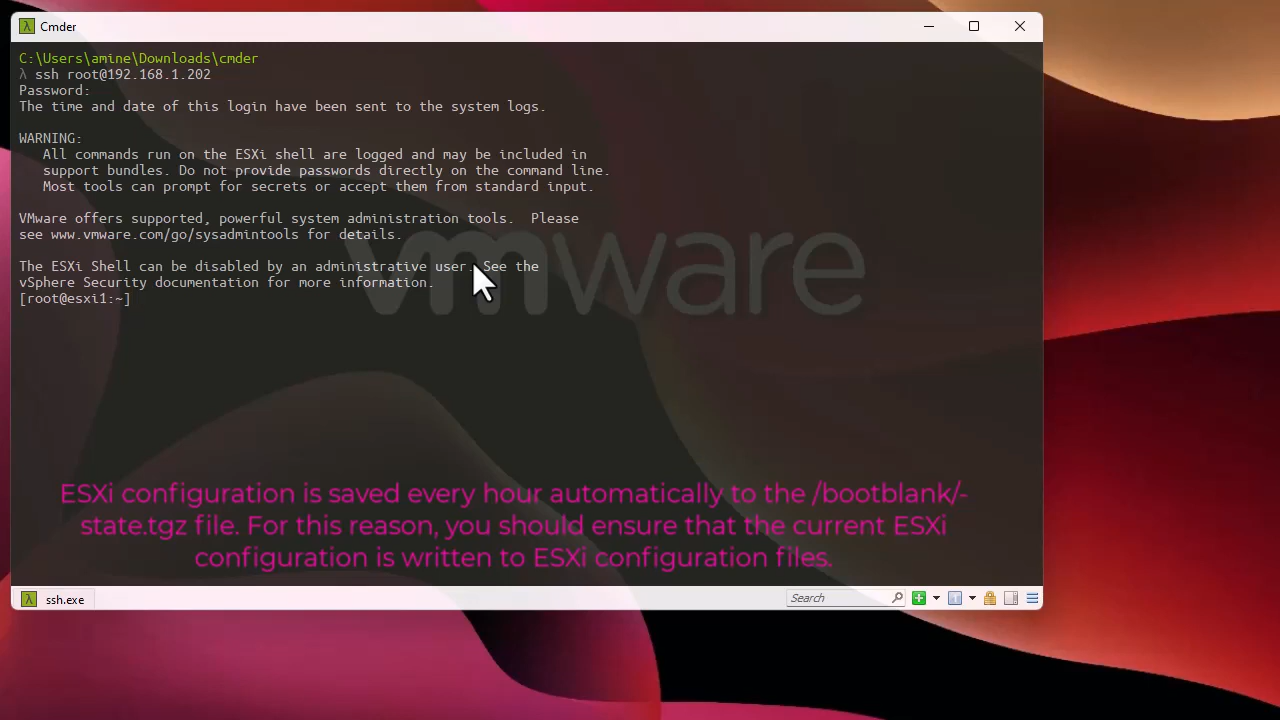 Cmder
C:\Users\amine\Downloads\cmder
λ ssh root@192.168.1.202
Password:
The time and date of this login have been sent to the system logs.
WARNING:
All commands run on the ESXi shell are logged and may be included in
support bundles. Do not provide passwords directly on the command line.
Most tools can prompt for secrets or accept them from standard input.
VMware offers supported, powerful system administration tools.  Please
see www.vmware.com/go/sysadmintools for details.
The ESXi Shell can be disabled by an administrative user. See the
vSphere Security documentation for more information.
[root@esxi1:~]
vmware
ESXi configuration is saved every hour automatically to the /bootblank/-
state.tgz file. For this reason, you should ensure that the current ESXi
configuration is written to ESXi configuration files.
ssh.exe
Search